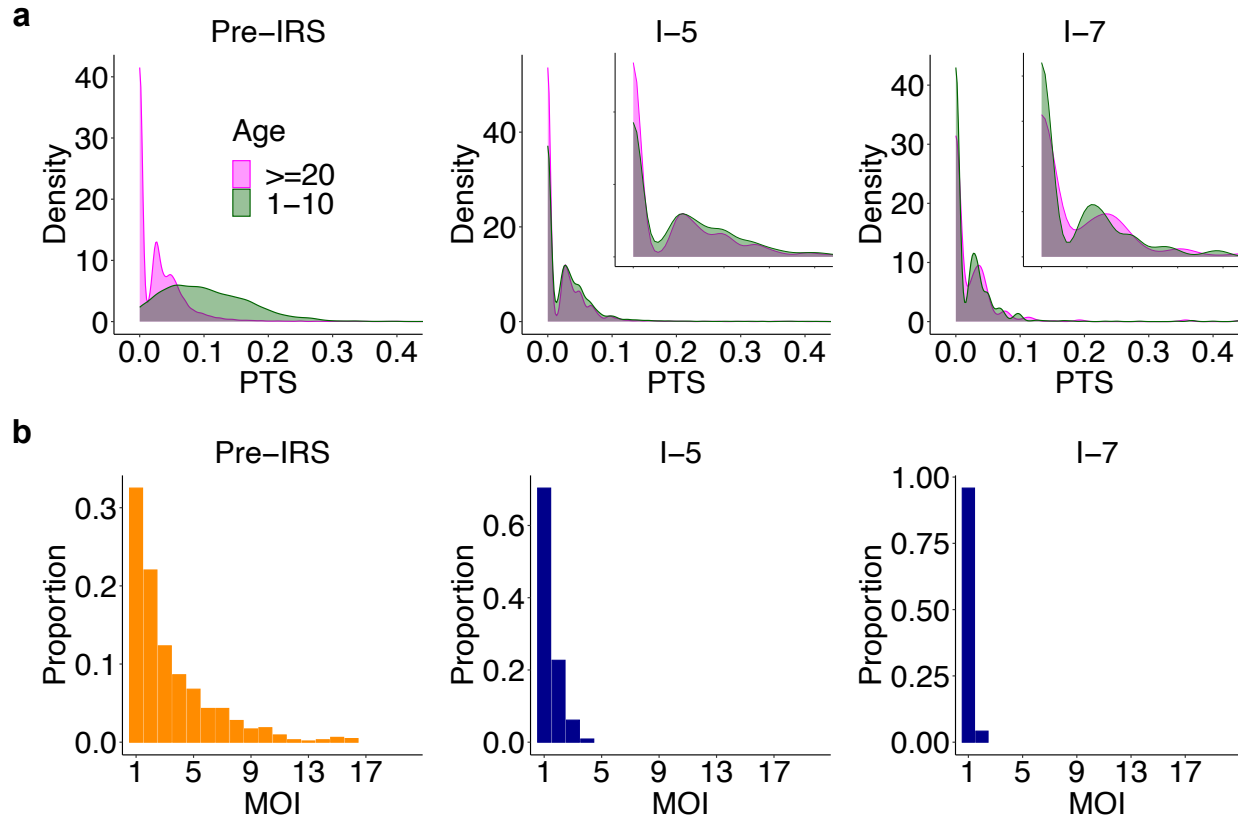 a
Pre−IRS
I−5
I−7
Density
40
30
20
10
0
Age
>=20
1−10
0.0 0.1 0.2 0.3 0.4
PTS
Density
40
20
0
0.0 0.1 0.2 0.3 0.4
PTS
Density
40
30
20
10
0
0.0 0.1 0.2 0.3 0.4
PTS
b
Pre−IRS
I−5
I−7
Proportion
0.3
0.2
0.1
0.0
1 5 9 13 17
MOI
Proportion
0.6
0.4
0.2
0.0
1 5 9 13 17
MOI
Proportion
1.00
0.75
0.50
0.25
0.00
1 5 9 13 17
MOI